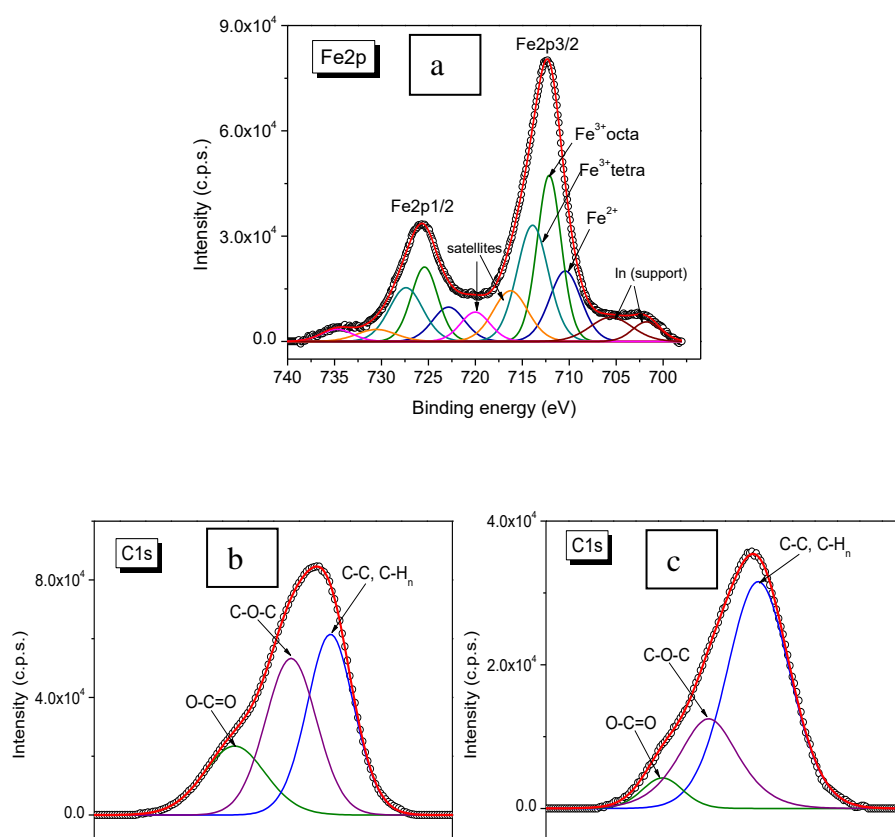 9.0x10⁴
Fe2p
a
Fe2p3/2
6.0x10⁴
Fe³⁺octa
Fe³⁺tetra
Fe2p1/2
Fe²⁺
3.0x10⁴
satellites
In (support)
0.0
740 735 730 725 720 715 710 705 700
Binding energy (eV)
Intensity (c.p.s.)
C1s
b
8.0x10⁴
C-C, C-Hₙ
C-O-C
4.0x10⁴
O-C=O
0.0
Intensity (c.p.s.)
4.0x10⁴
C1s
c
C-C, C-Hₙ
2.0x10⁴
C-O-C
O-C=O
0.0
Intensity (c.p.s.)